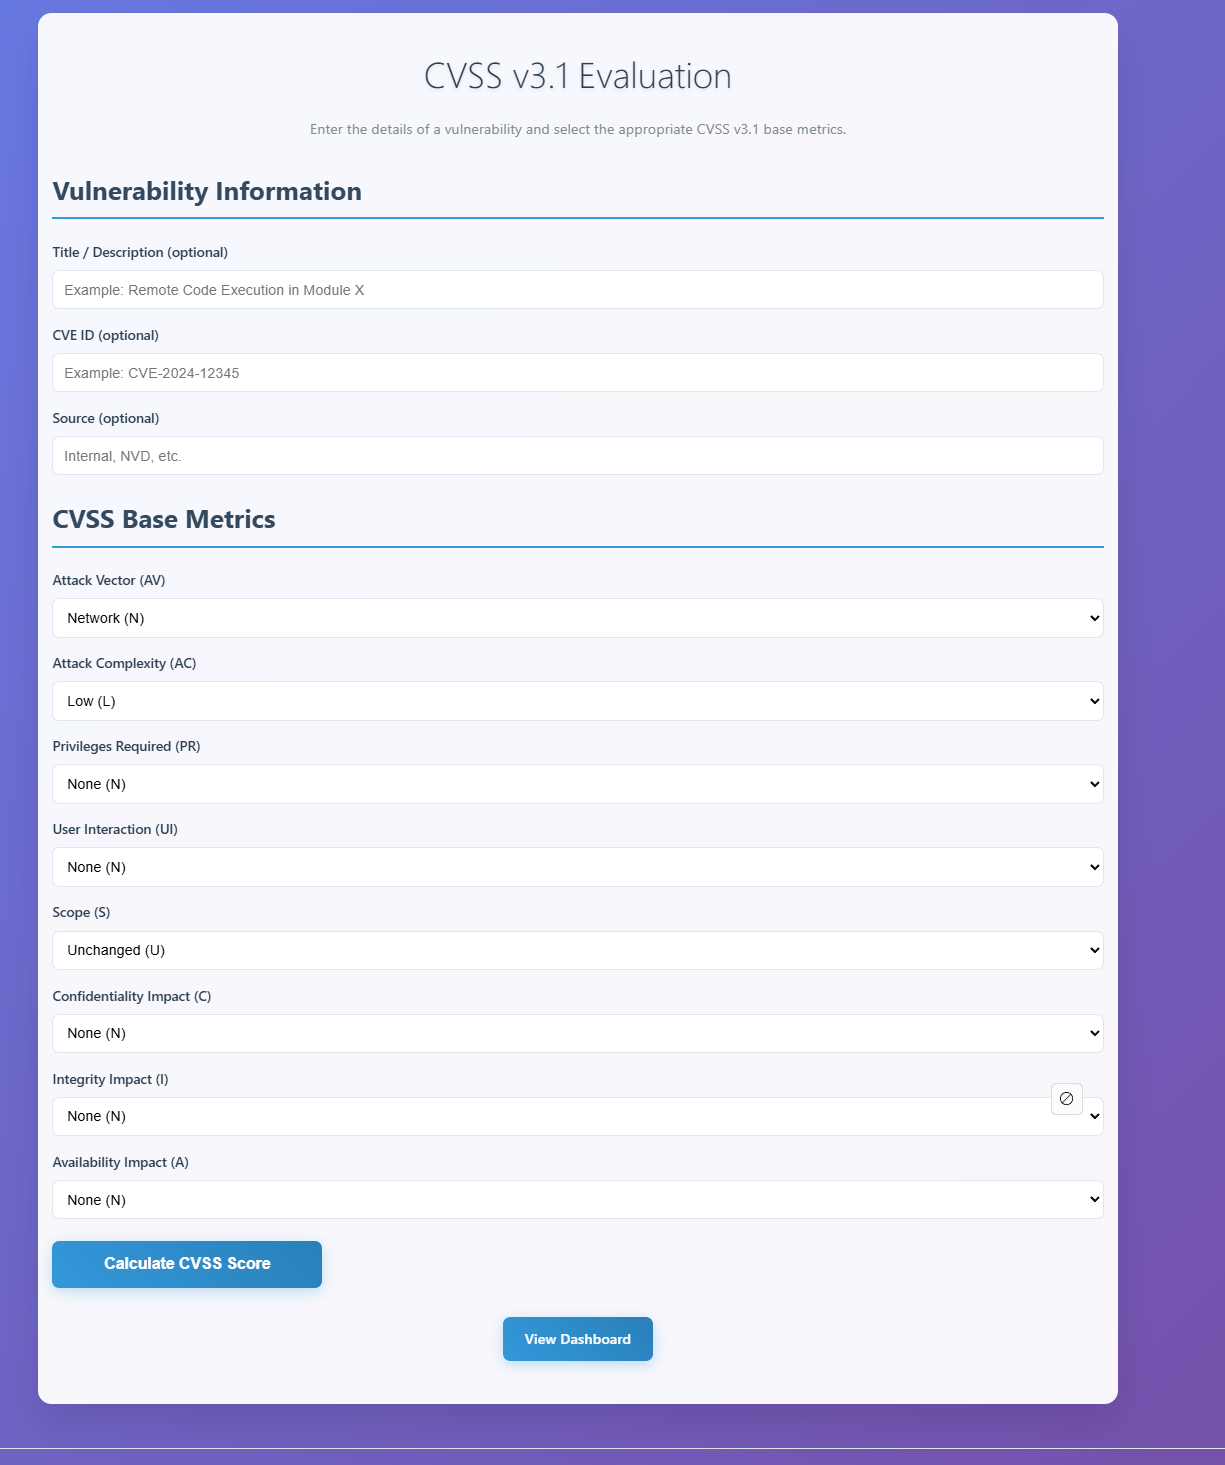 CVSS v3.1 Evaluation
Enter the details of a vulnerability and select the appropriate CVSS v3.1 base metrics.
Vulnerability Information
Title / Description (optional)
Example: Remote Code Execution in Module X
CVE ID (optional)
Example: CVE-2024-12345
Source (optional)
Internal, NVD, etc.
CVSS Base Metrics
Attack Vector (AV)
Network (N)
Attack Complexity (AC)
Low (L)
Privileges Required (PR)
None (N)
User Interaction (UI)
None (N)
Scope (S)
Unchanged (U)
Confidentiality Impact (C)
None (N)
Integrity Impact (I)
None (N)
Availability Impact (A)
None (N)
Calculate CVSS Score
View Dashboard